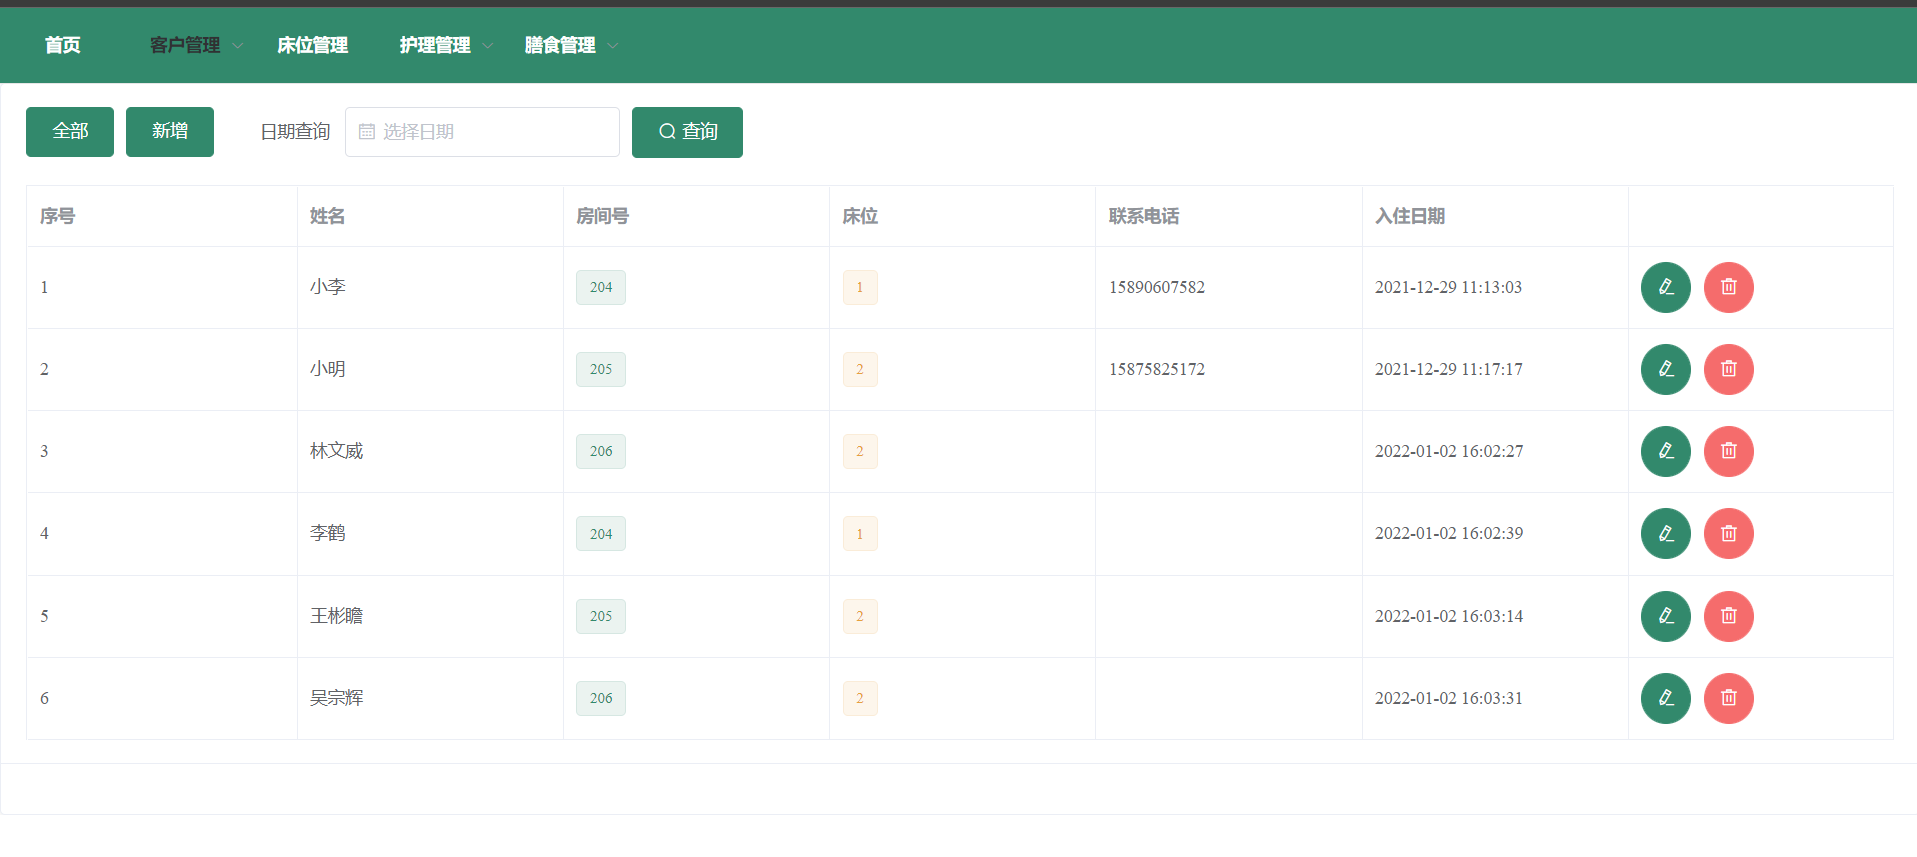 首页 客户管理 床位管理 护理管理 膳食管理
全部 新增 日期查询 选择日期 查询
序号 姓名 房间号 床位 联系电话 入住日期
1 小李 204 1 15890607582 2021-12-29 11:13:03
2 小明 205 2 15875825172 2021-12-29 11:17:17
3 林文威 206 2 2022-01-02 16:02:27
4 李鹤 204 1 2022-01-02 16:02:39
5 王彬瞻 205 2 2022-01-02 16:03:14
6 吴宗辉 206 2 2022-01-02 16:03:31